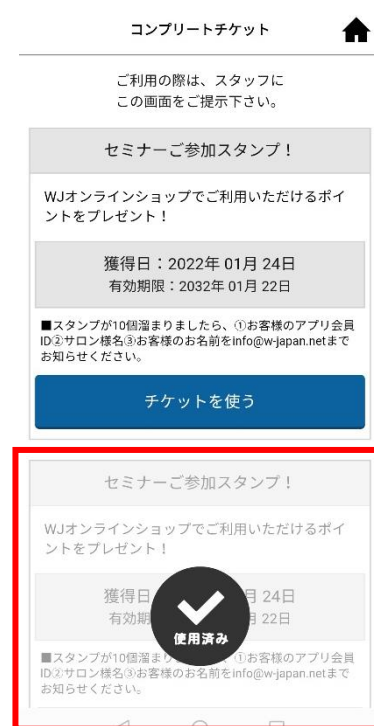 コンプリートチケット
ご利用の際は、スタッフに
この画面をご提示下さい。
セミナーご参加スタンプ！
WJオンラインショップでご利用いただけるポイ
ントをプレゼント！
獲得日：2022年 01月 24日
有効期限：2032年 01月 22日
■スタンプが10個溜まりましたら、①お客様のアプリ会員
ID②サロン様名③お客様のお名前をinfo@w-japan.netまで
お知らせください。
チケットを使う
セミナーご参加スタンプ！
WJオンラインショップでご利用いただけるポイ
ントをプレゼント！
獲得日 月 24日
有効期 月 22日
使用済み
■スタンプが10個溜ま ①お客様のアプリ会員
ID②サロン様名③お客様のお名前をinfo@w-japan.netまで
お知らせください。